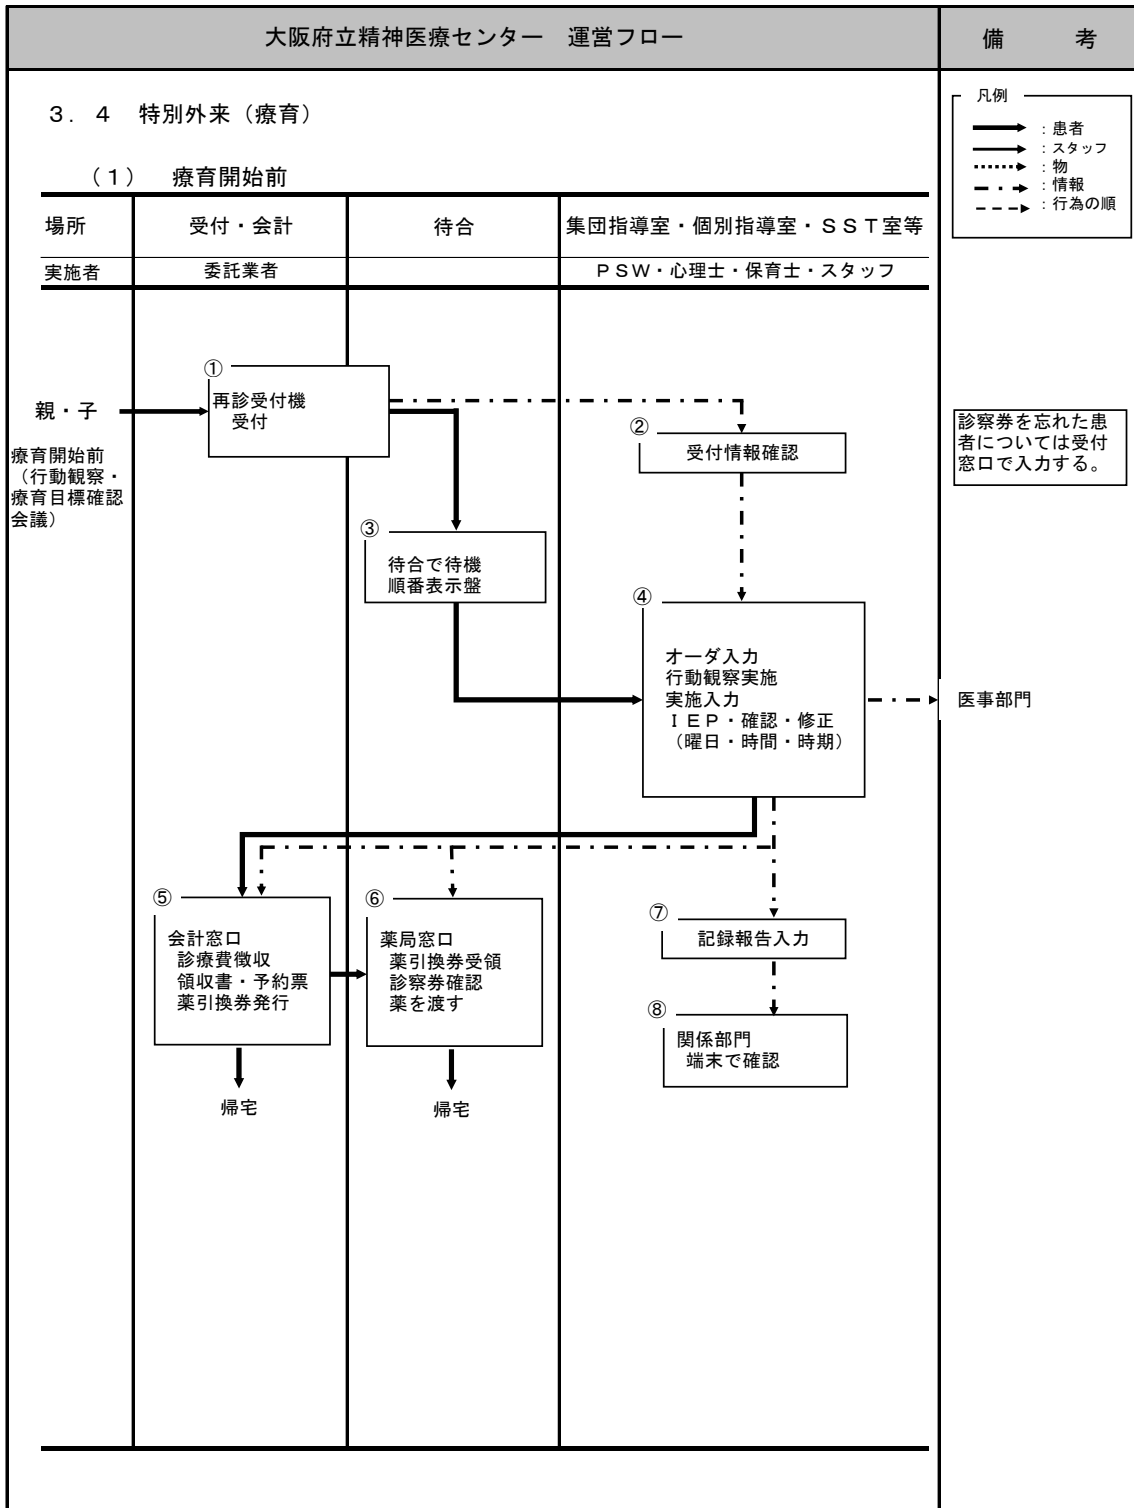 大阪府立精神医療センター　運営フロー
備　　考
３．４　特別外来（療育）
（１）　療育開始前
凡例
：患者
：スタッフ
：物
：情報
：行為の順
場所
受付・会計
待合
集団指導室・個別指導室・ＳＳＴ室等
実施者
委託業者
ＰＳＷ・心理士・保育士・スタッフ
親・子
療育開始前
（行動観察・
療育目標確認
会議）
①
再診受付機
受付
②
受付情報確認
診察券を忘れた患
者については受付
窓口で入力する。
③
待合で待機
順番表示盤
④
オーダ入力
行動観察実施
実施入力
ＩＥＰ・確認・修正
（曜日・時間・時期）
医事部門
⑤
会計窓口
診療費徴収
領収書・予約票
薬引換券発行
帰宅
⑥
薬局窓口
薬引換券受領
診察券確認
薬を渡す
帰宅
⑦
記録報告入力
⑧
関係部門
端末で確認